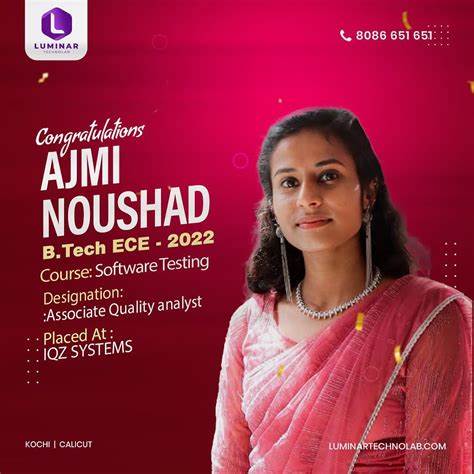 LUMINAR
TECHNOLAB
8086 651 651
Congratulations
AJMI
NOUSHAD
B.Tech ECE - 2022
Course: Software Testing
Designation:
:Associate Quality analyst
Placed At :
IQZ SYSTEMS
KOCHI | CALICUT
LUMINARTECHNOLAB.COM